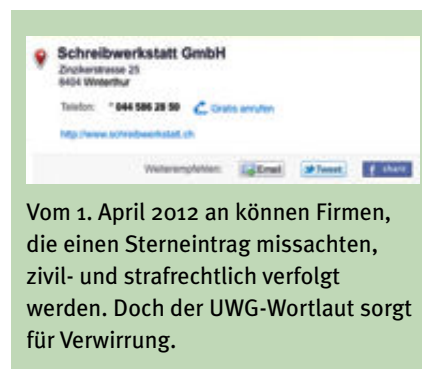 Schreibwerkstatt GmbH
Zinzikerstrasse 25
8404 Winterthur
Telefon: * 044 586 28 50 Gratis anrufen
http://www.schreibwerkstatt.ch
Weiterempfehlen: Email Tweet share
Vom 1. April 2012 an können Firmen,
die einen Sterneintrag missachten,
zivil- und strafrechtlich verfolgt
werden. Doch der UWG-Wortlaut sorgt
für Verwirrung.